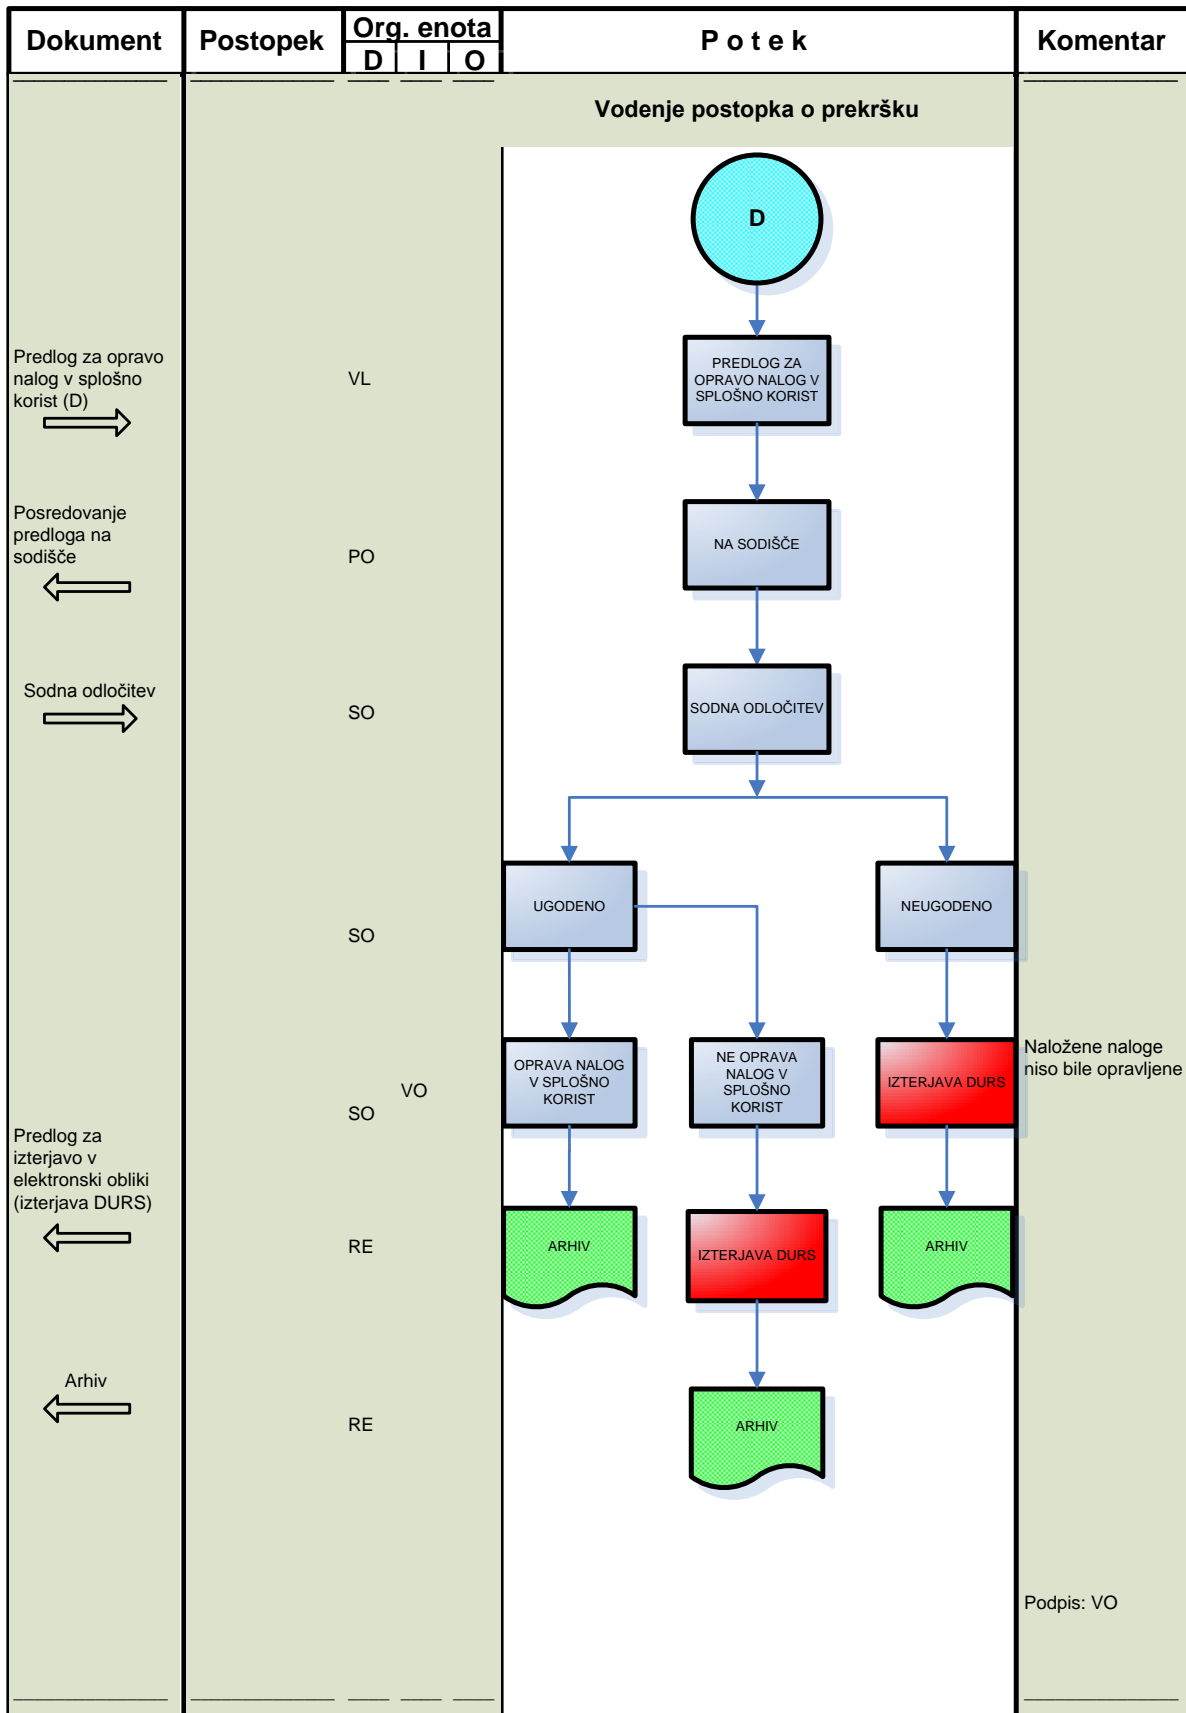 Dokument
Postopek
Org. enota
D
I
O
P o t e k
Komentar
Vodenje postopka o prekršku
D
Predlog za opravo
nalog v splošno
korist (D)
VL
PREDLOG ZA
OPRAVO NALOG V
SPLOŠNO KORIST
Posredovanje
predloga na
sodišče
PO
NA SODIŠČE
Sodna odločitev
SO
SODNA ODLOČITEV
SO
UGODENO
NEUGODENO
SO
VO
OPRAVA NALOG
V SPLOŠNO
KORIST
NE OPRAVA
NALOG V
SPLOŠNO
KORIST
IZTERJAVA DURS
Naložene naloge
niso bile opravljene
Predlog za
izterjavo v
elektronski obliki
(izterjava DURS)
RE
ARHIV
IZTERJAVA DURS
ARHIV
Arhiv
RE
ARHIV
Podpis: VO